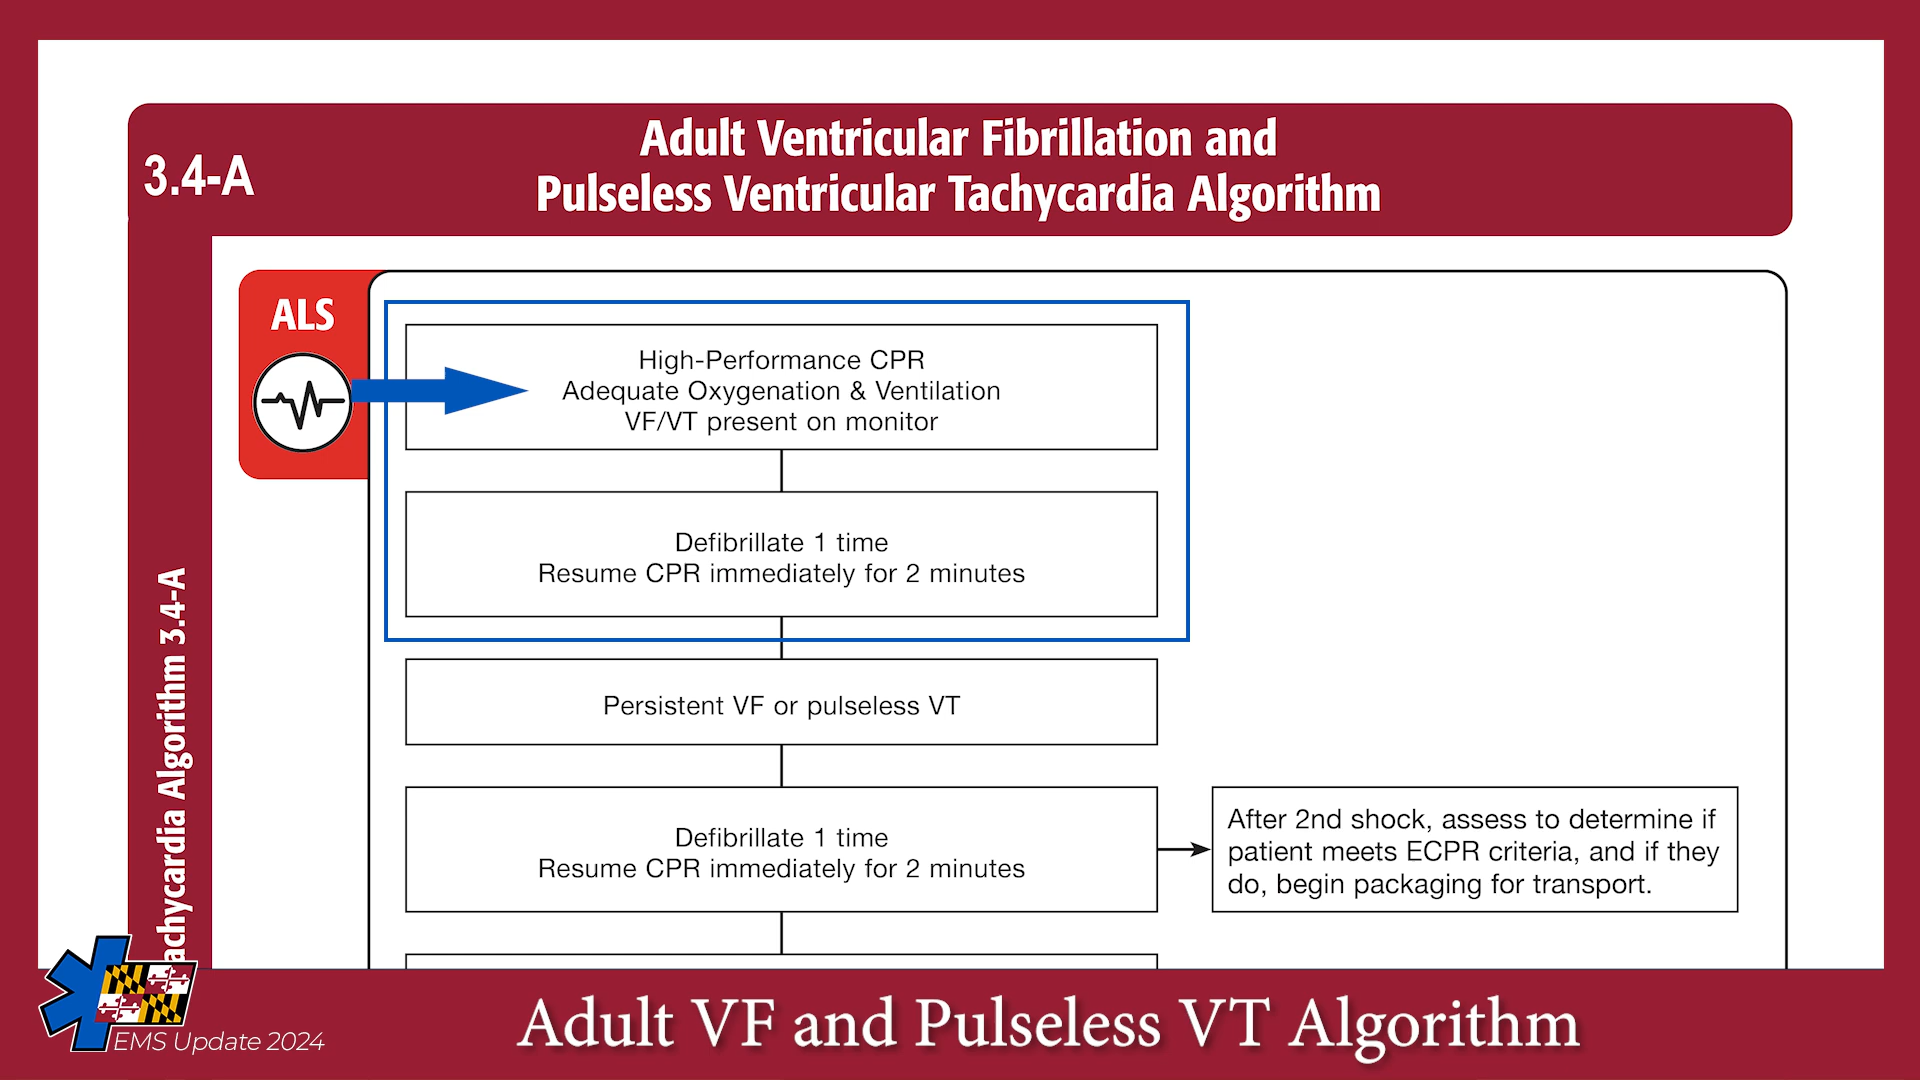 3.4-A
Adult Ventricular Fibrillation and
Pulseless Ventricular Tachycardia Algorithm
ALS
High-Performance CPR
Adequate Oxygenation & Ventilation
VF/VT present on monitor
Defibrillate 1 time
Resume CPR immediately for 2 minutes
Persistent VF or pulseless VT
Defibrillate 1 time
Resume CPR immediately for 2 minutes
After 2nd shock, assess to determine if
patient meets ECPR criteria, and if they
do, begin packaging for transport.
achycardia Algorithm 3.4-A
EMS Update 2024
Adult VF and Pulseless VT Algorithm